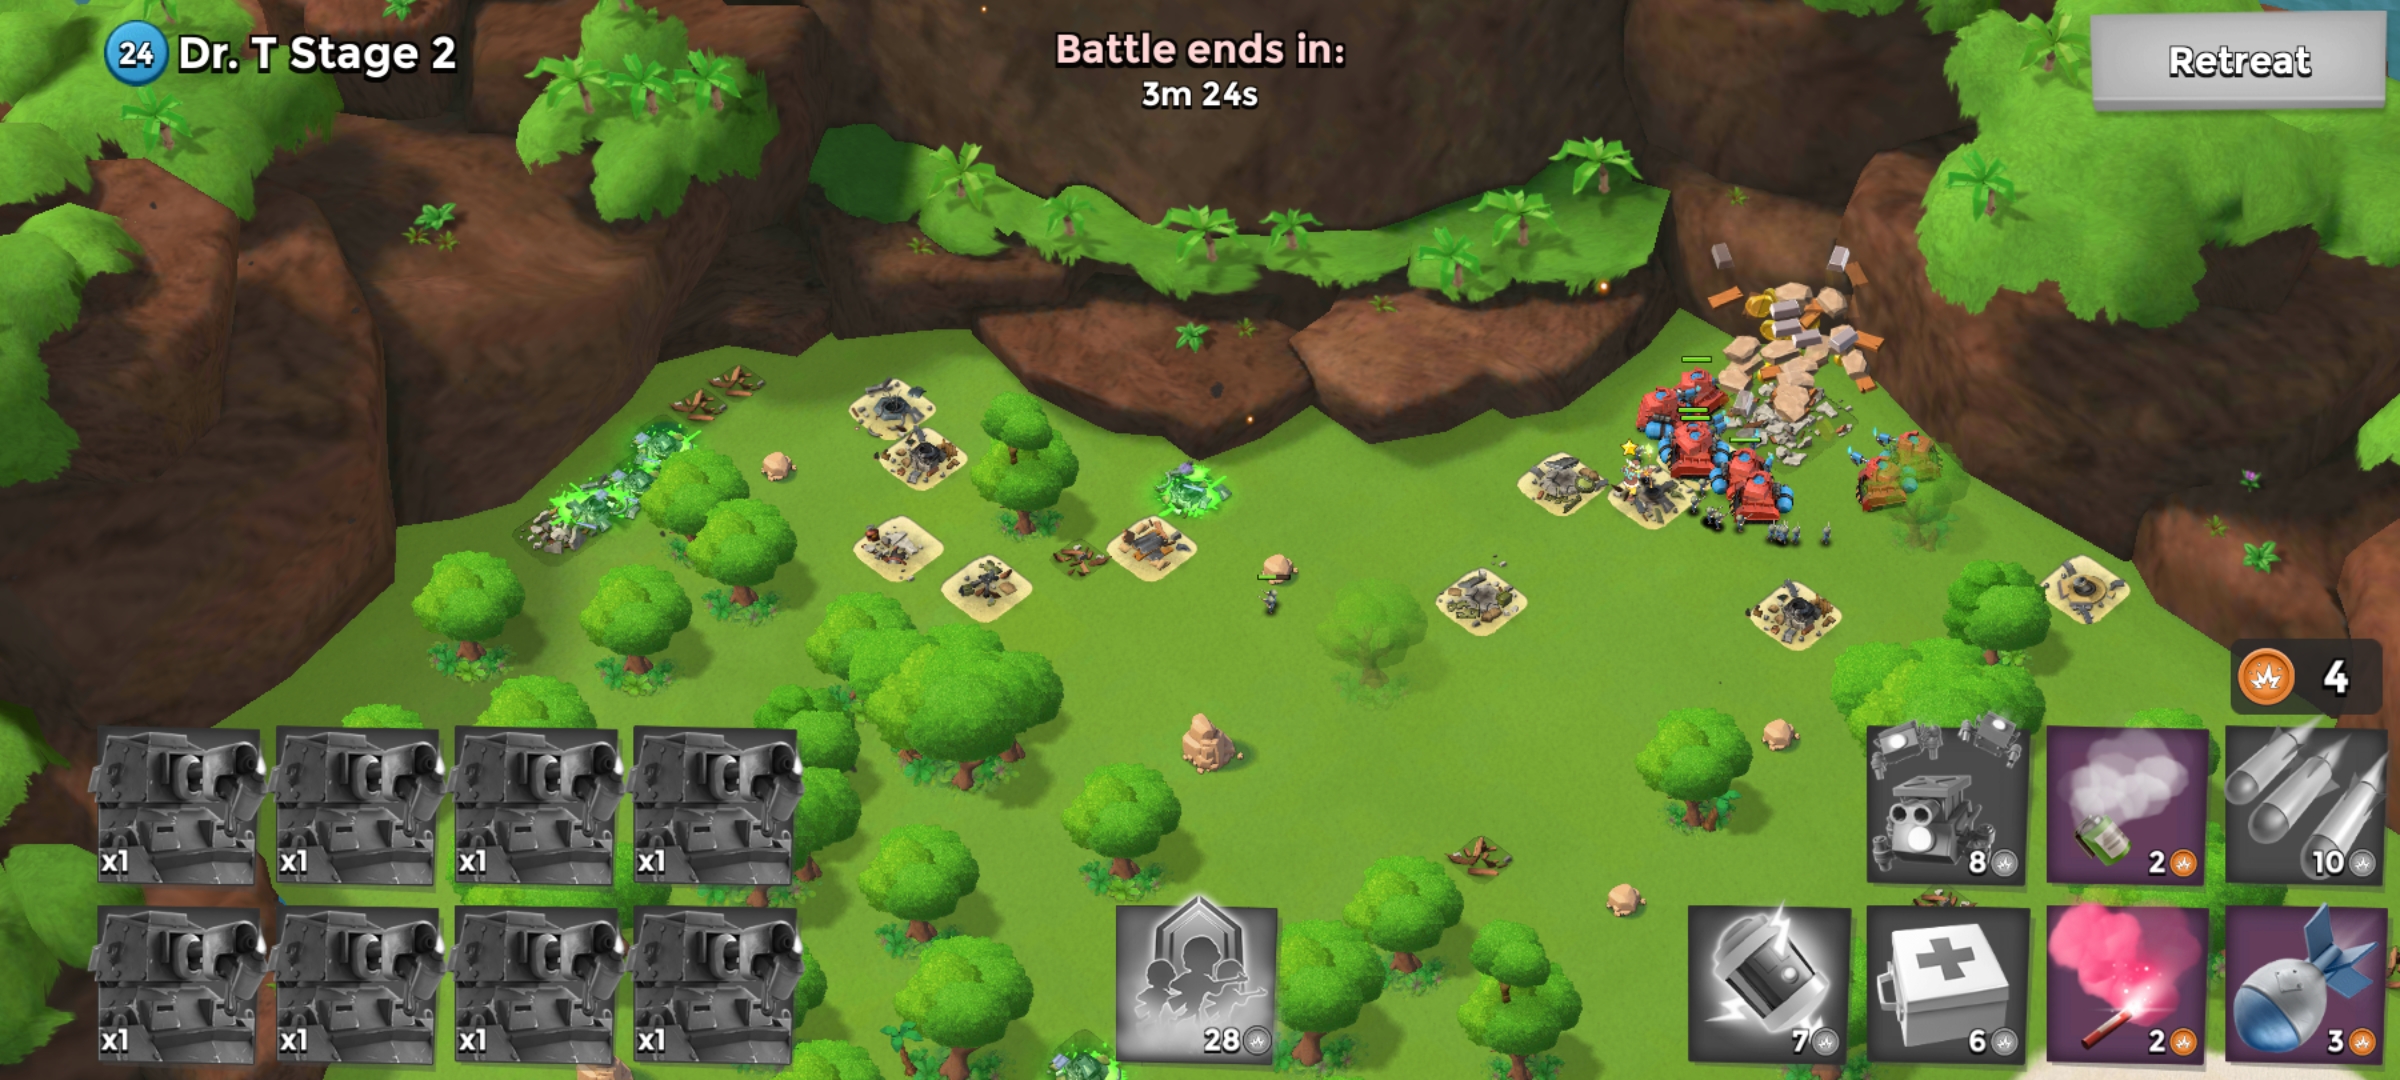 24 Dr. T Stage 2
Battle ends in:
3m 24s
Retreat
4
x1 x1 x1 x1
8 2 10
x1 x1 x1 x1
28
7 6 2 3